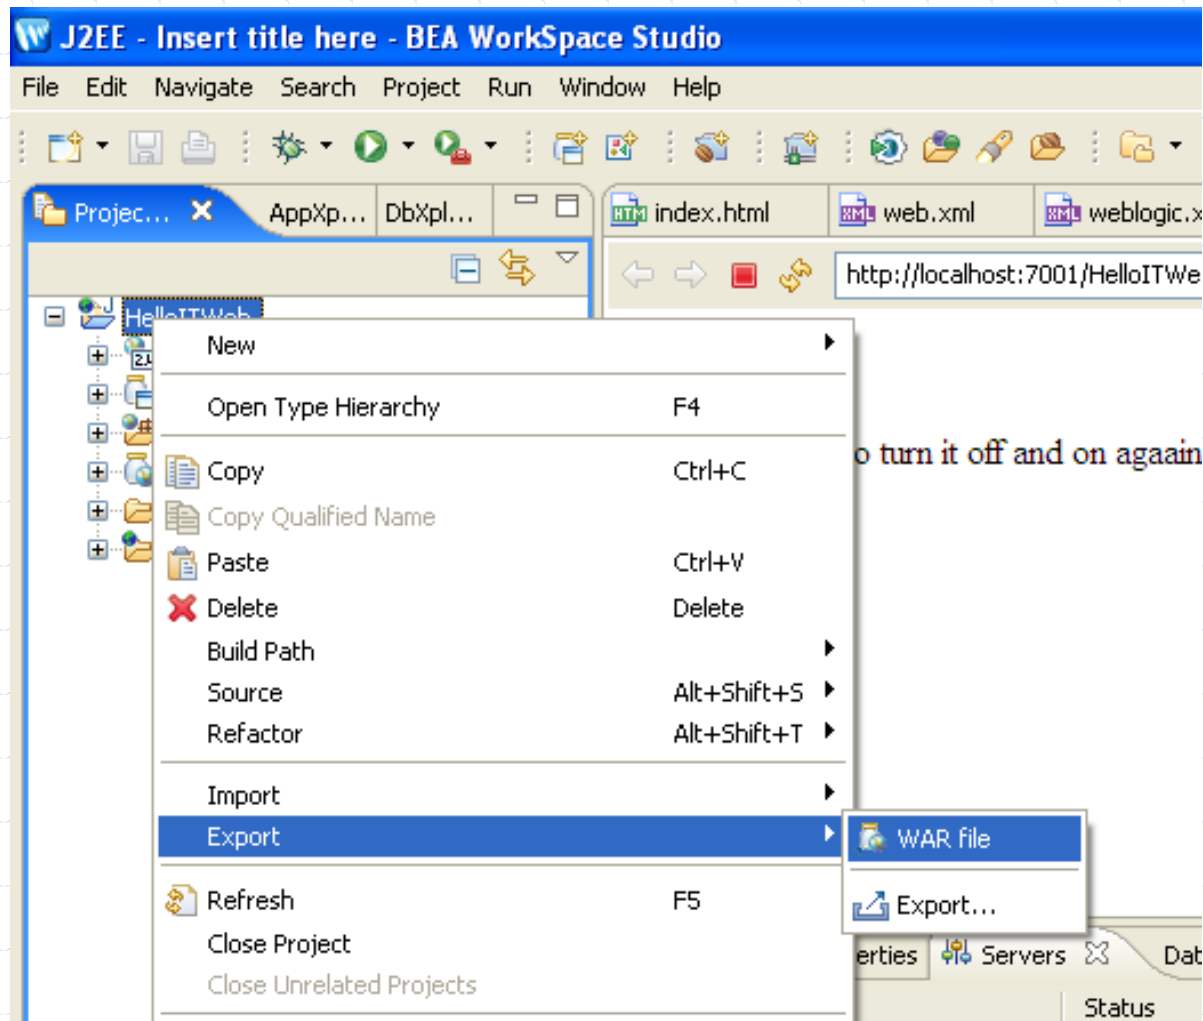 J2EE - Insert title here - BEA WorkSpace Studio
File Edit Navigate Search Project Run Window Help
Projec... AppXp... DbXpl... index.html web.xml weblogic.x
http://localhost:7001/HelloITWe
HelloITWeb
New
Open Type Hierarchy F4
o turn it off and on agaain
Copy Ctrl+C
Copy Qualified Name
Paste Ctrl+V
Delete Delete
Build Path
Source Alt+Shift+S
Refactor Alt+Shift+T
Import
Export WAR file
Refresh F5 Export...
Close Project erties Servers Dat
Close Unrelated Projects
Status